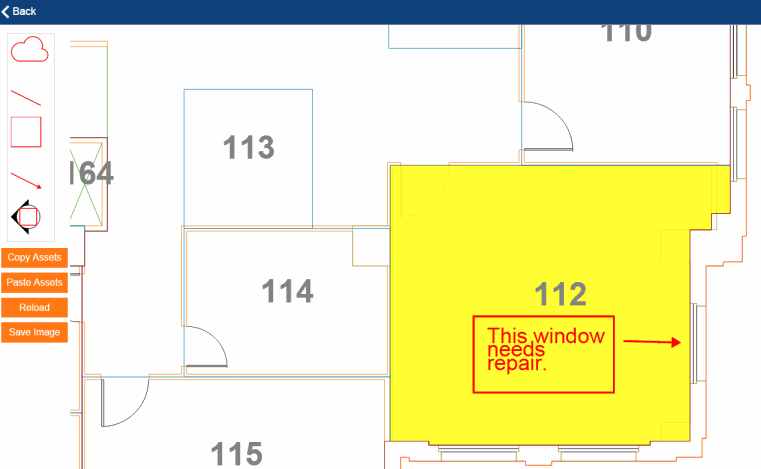 Back
110
113
164
Copy Assets
Paste Assets
Reload
Save Image
114
112
This window
needs
repair.
115